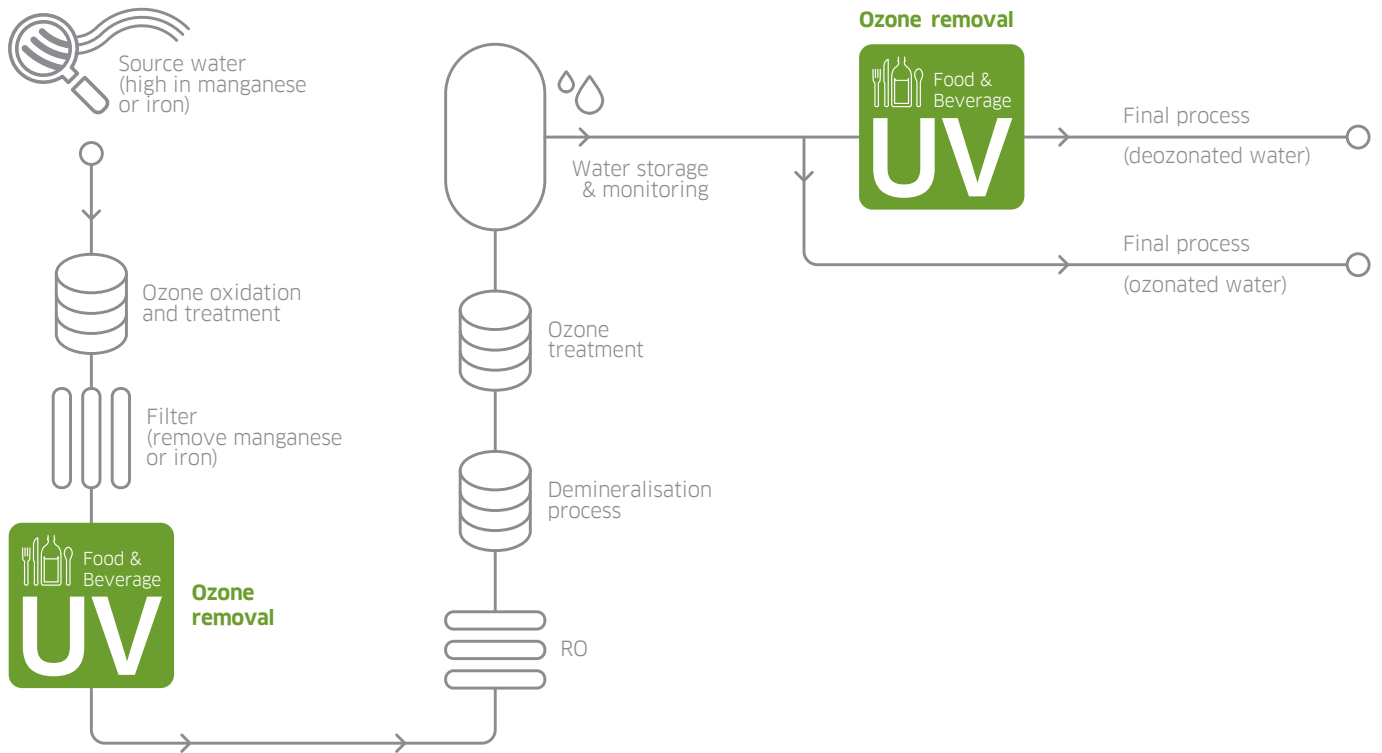 Source water
(high in manganese
or iron)
Ozone oxidation
and treatment
Filter
(remove manganese
or iron)
Food &
Beverage
UV
Ozone
removal
RO
Demineralisation
process
Ozone
treatment
Water storage
& monitoring
Ozone removal
Food &
Beverage
UV
Final process
(deozonated water)
Final process
(ozonated water)